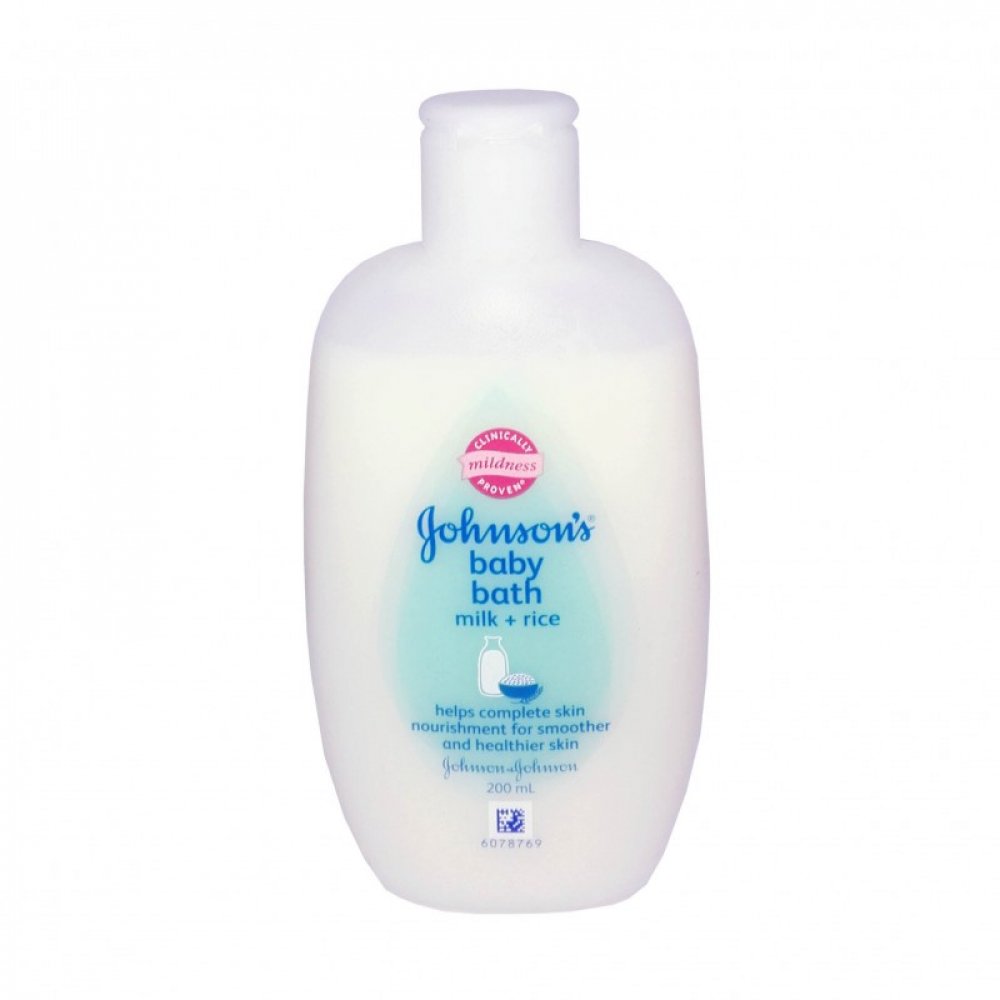 CLINICALLY
mildness
PROVEN®
Johnson's®
baby
bath
milk + rice
helps complete skin
nourishment for smoother
and healthier skin
Johnson & Johnson
200 mL
6078769